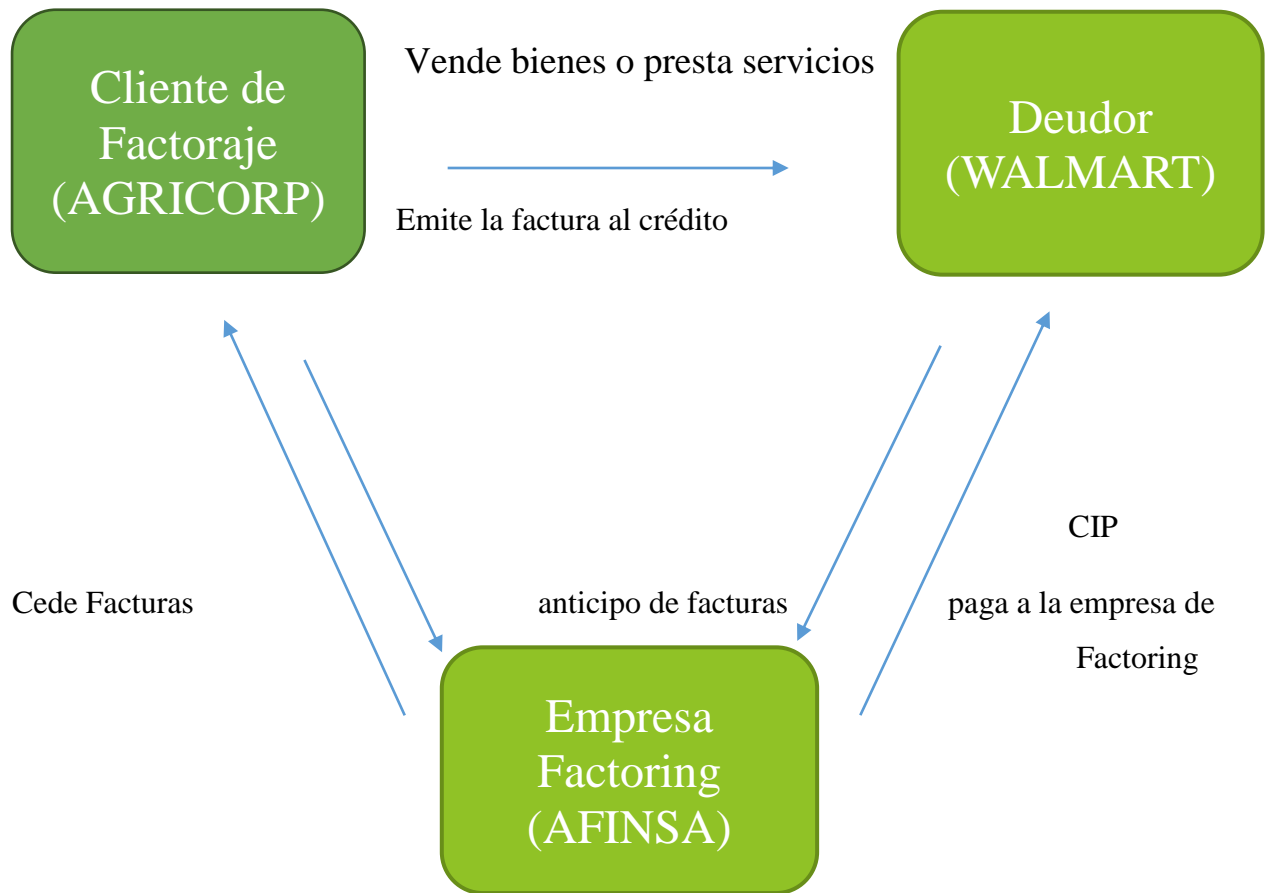 Cliente de
Factoraje
(AGRICORP)
Vende bienes o presta servicios
Emite la factura al crédito
Deudor
(WALMART)
Cede Facturas
anticipo de facturas
CIP
paga a la empresa de
Factoring
Empresa
Factoring
(AFINSA)